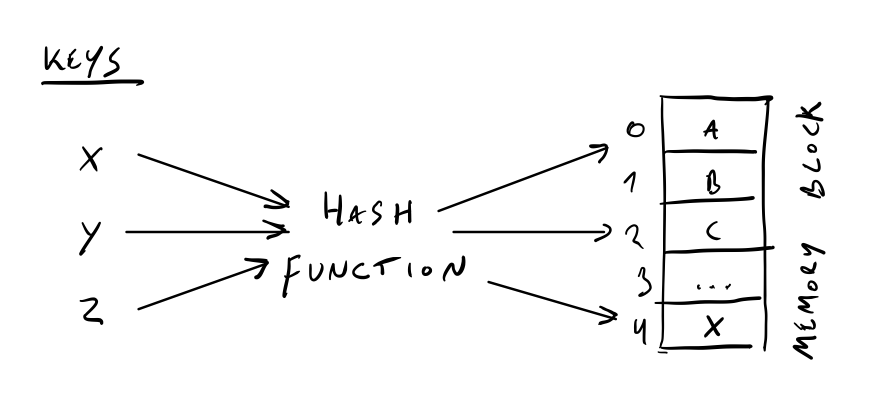 KEYS
X
Y
Z
HASH
FUNCTION
0 A
1 B
2 C
3 ...
4 X
MEMORY BLOCK